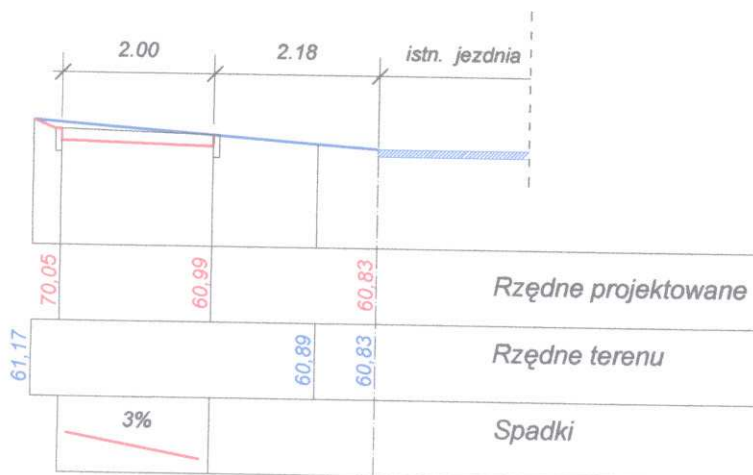 2.00 2.18 istn. jezdnia
70,05 60,99 60,83 Rzędne projektowane
61,17 60,89 60,83 Rzędne terenu
3% Spadki